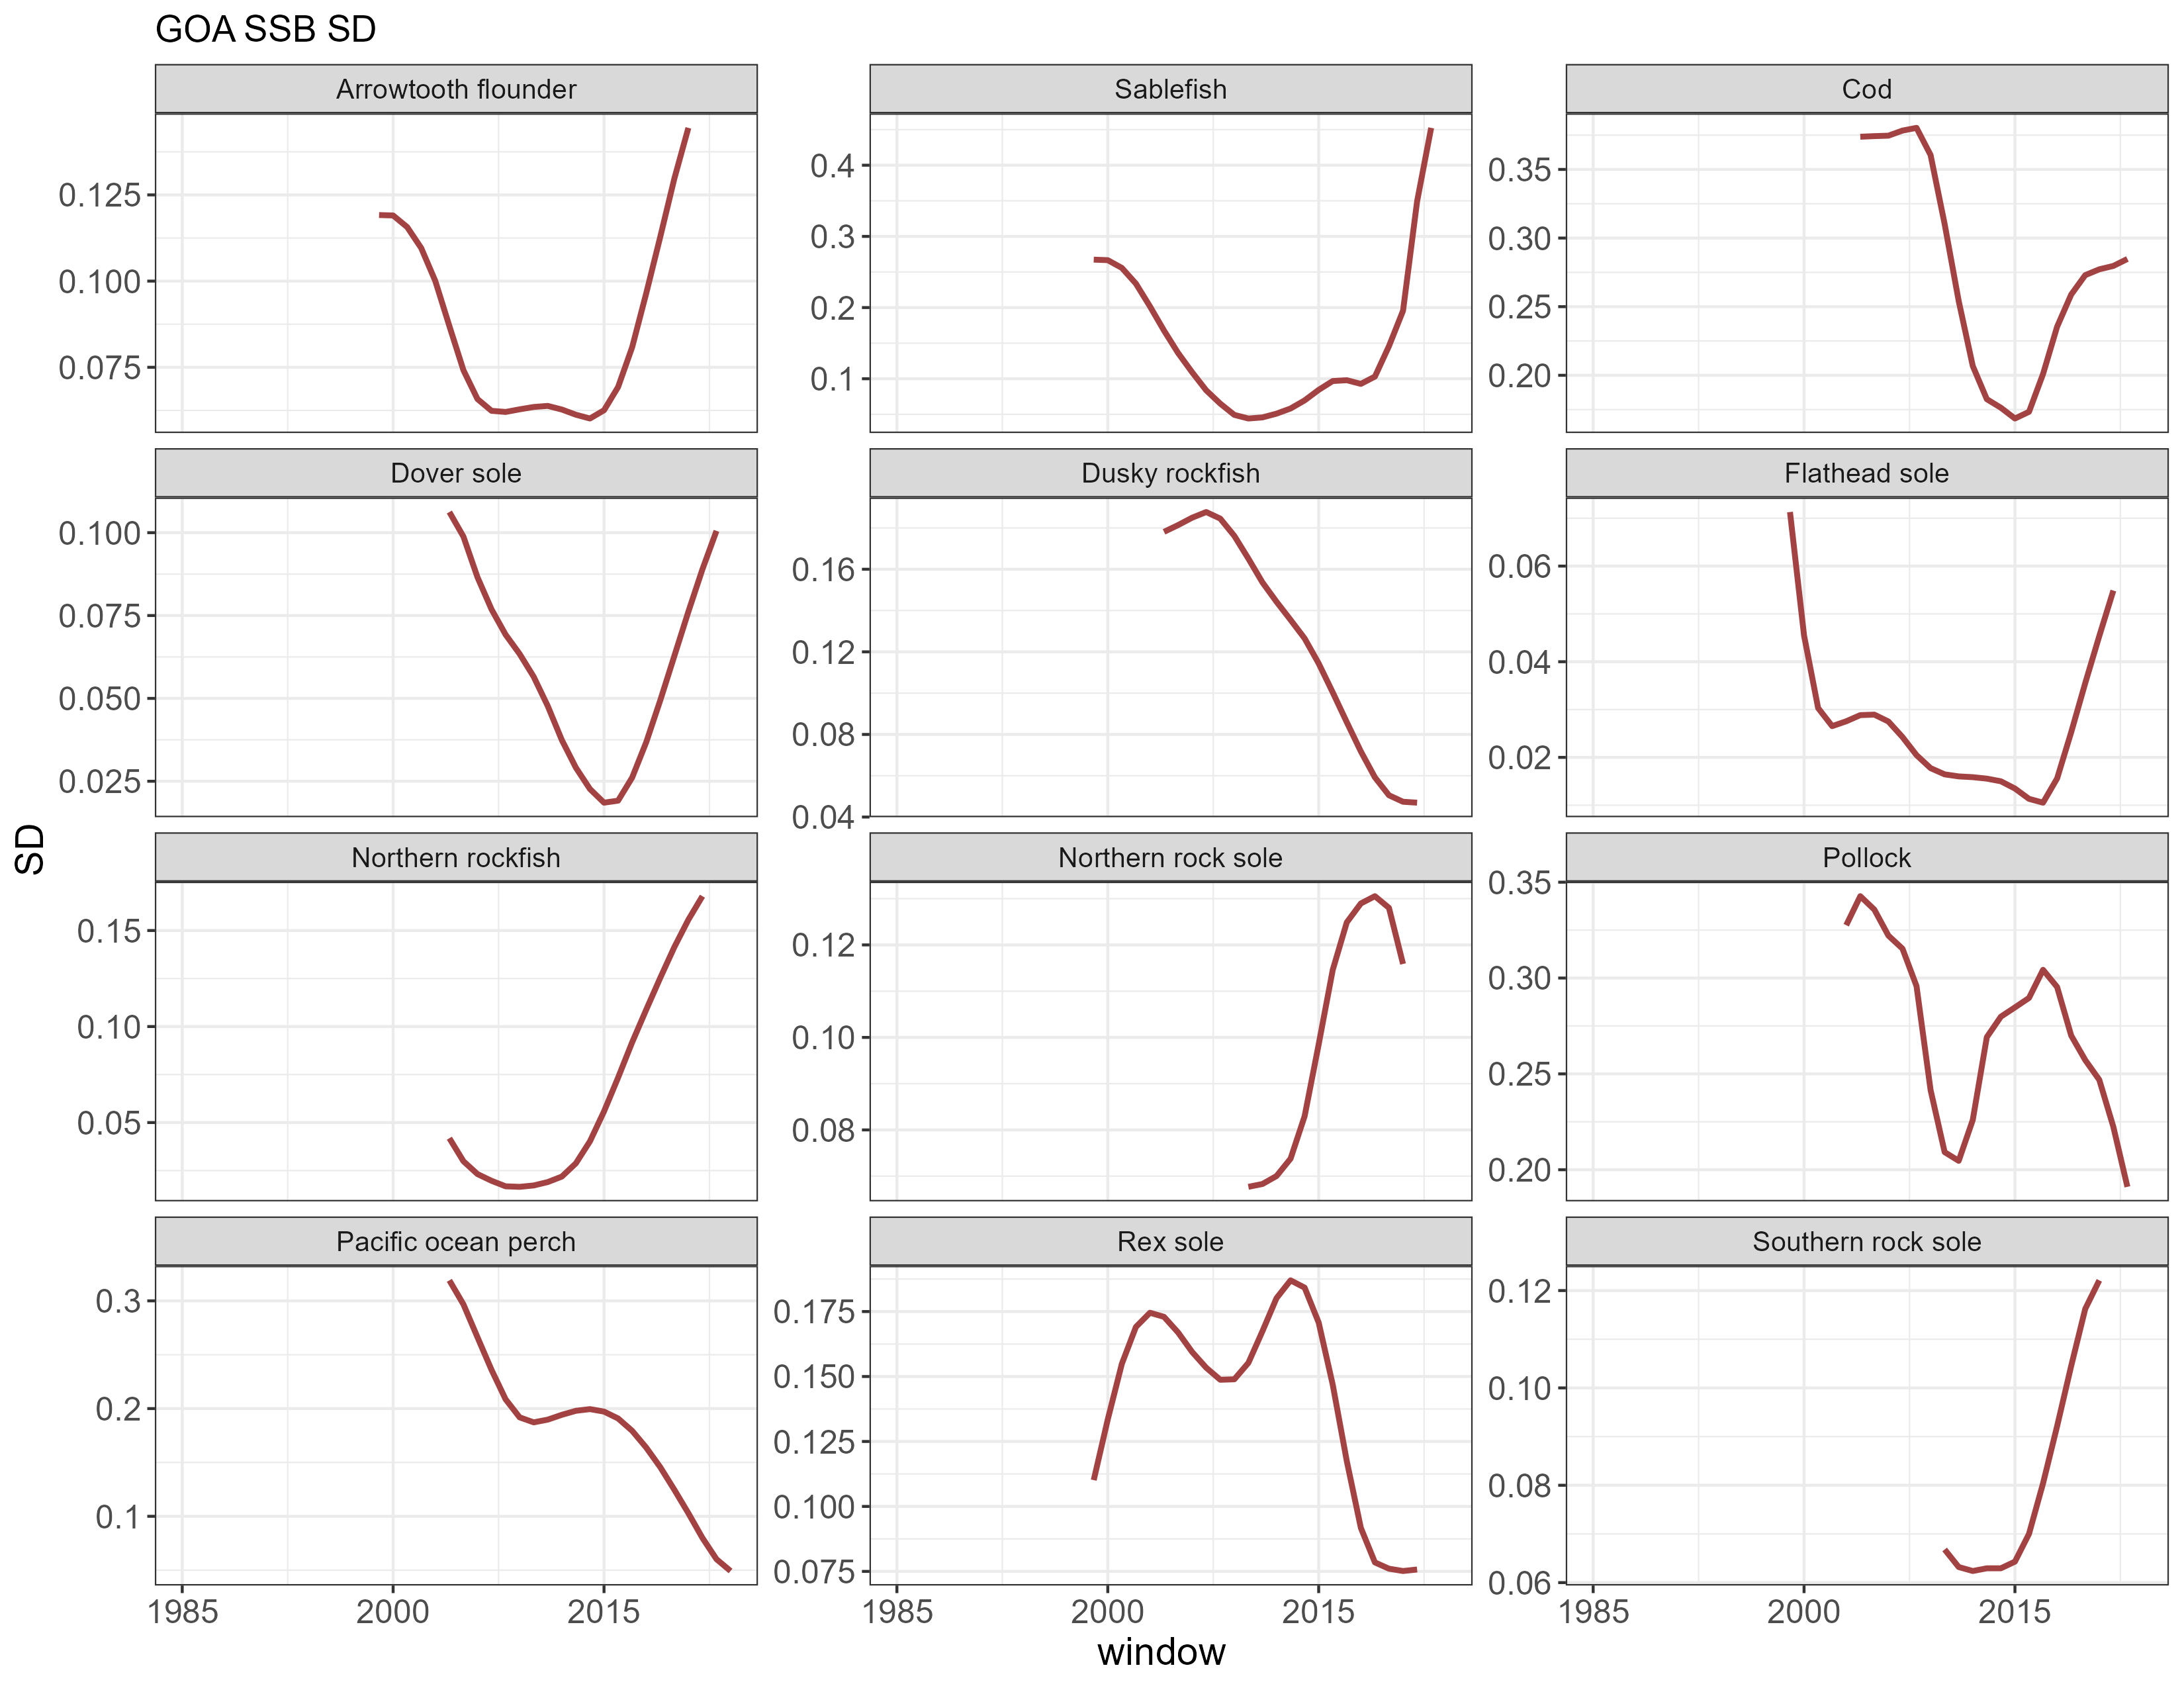 GOA SSB SD
Arrowtooth flounder
Sablefish
Cod
0.125
0.100
0.075
0.4
0.3
0.2
0.1
0.35
0.30
0.25
0.20
Dover sole
Dusky rockfish
Flathead sole
0.100
0.075
0.050
0.025
0.16
0.12
0.08
0.04
0.06
0.04
0.02
SD
Northern rockfish
Northern rock sole
Pollock
0.15
0.10
0.05
0.12
0.10
0.08
0.35
0.30
0.25
0.20
Pacific ocean perch
Rex sole
Southern rock sole
0.3
0.2
0.1
0.175
0.150
0.125
0.100
0.075
0.12
0.10
0.08
0.06
1985 2000 2015
1985 2000 2015
1985 2000 2015
window